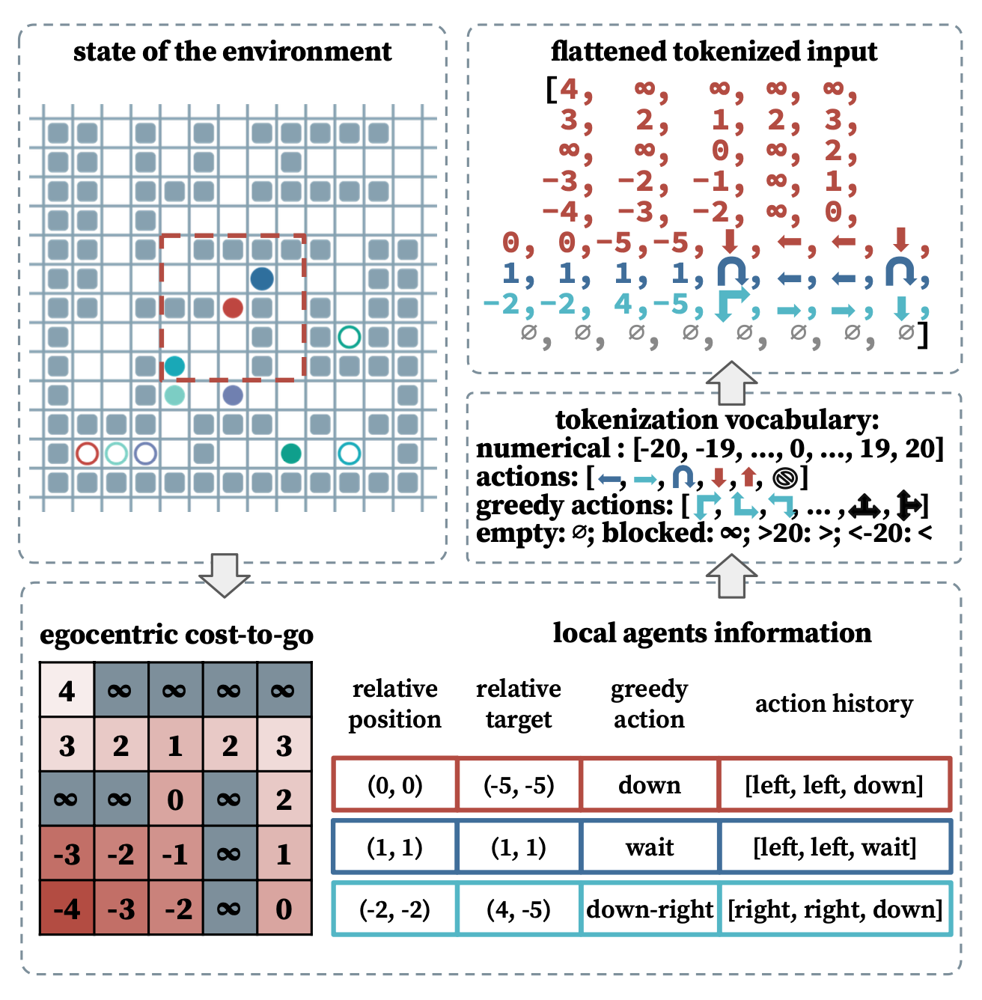 state of the environment
flattened tokenized input
[4, ∞, ∞, ∞, ∞,
3, 2, 1, 2, 3,
∞, ∞, 0, ∞, 2,
-3, -2, -1, ∞, 1,
-4, -3, -2, ∞, 0,
0, 0, -5, -5, ↓, ←, ←, ↓,
1, 1, 1, 1, , ←, ←, ,
-2, -2, 4, -5, , →, →, ↓,
∅, ∅, ∅, ∅, ∅, ∅, ∅, ∅]
tokenization vocabulary:
numerical : [-20, -19, ..., 0, ..., 19, 20]
actions: [←, →, , ↓, ↑, ]
greedy actions: [ , , , ... , , ]
empty: ∅; blocked: ∞; >20: >; <-20: <
egocentric cost-to-go
4 ∞ ∞ ∞ ∞
3 2 1 2 3
∞ ∞ 0 ∞ 2
-3 -2 -1 ∞ 1
-4 -3 -2 ∞ 0
local agents information
relative position
relative target
greedy action
action history
(0, 0) (-5, -5) down [left, left, down]
(1, 1) (1, 1) wait [left, left, wait]
(-2, -2) (4, -5) down-right [right, right, down]